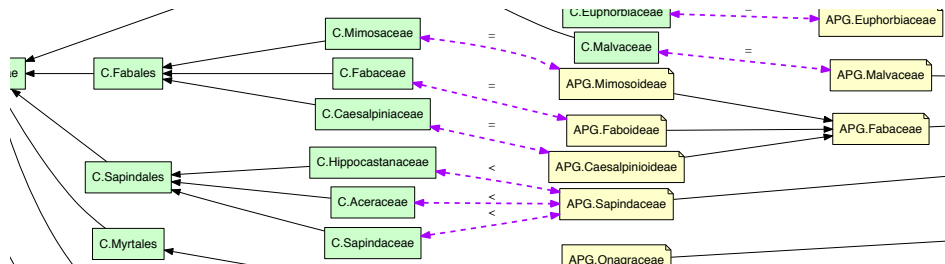 C.Euphorbiaceae
=
APG.Euphorbiaceae
C.Mimosaceae
=
C.Malvaceae
=
APG.Malvaceae
C.Fabales
C.Fabaceae
=
APG.Mimosoideae
C.Caesalpiniaceae
=
APG.Faboideae
APG.Fabaceae
C.Hippocastanaceae
<
APG.Caesalpinioideae
C.Sapindales
C.Aceraceae
<
APG.Sapindaceae
<
C.Sapindaceae
C.Myrtales
APG.Onagraceae